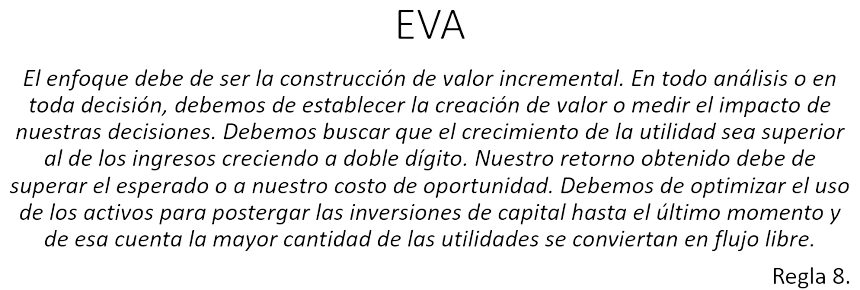 EVA
El enfoque debe de ser la construcción de valor incremental. En todo análisis o en
toda decisión, debemos de establecer la creación de valor o medir el impacto de
nuestras decisiones. Debemos buscar que el crecimiento de la utilidad sea superior
al de los ingresos creciendo a doble dígito. Nuestro retorno obtenido debe de
superar el esperado o a nuestro costo de oportunidad. Debemos de optimizar el uso
de los activos para postergar las inversiones de capital hasta el último momento y
de esa cuenta la mayor cantidad de las utilidades se conviertan en flujo libre.
Regla 8.